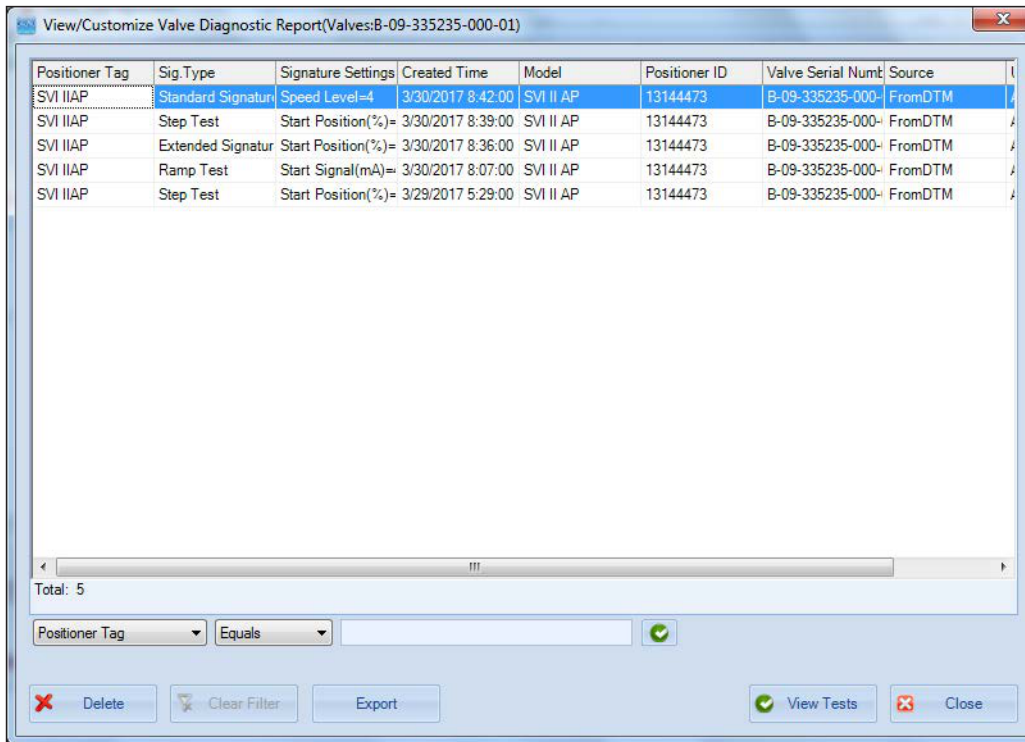 View/Customize Valve Diagnostic Report(Valves:B-09-335235-000-01)
Positioner Tag Sig.Type Signature Settings Created Time Model Positioner ID Valve Serial Numb Source
SVI IIAP Standard Signature Speed Level=4 3/30/2017 8:42:00 SVI II AP 13144473 B-09-335235-000- FromDTM
SVI IIAP Step Test Start Position(%)= 3/30/2017 8:39:00 SVI II AP 13144473 B-09-335235-000- FromDTM
SVI IIAP Extended Signatur Start Position(%)= 3/30/2017 8:36:00 SVI II AP 13144473 B-09-335235-000- FromDTM
SVI IIAP Ramp Test Start Signal(mA)= 3/30/2017 8:07:00 SVI II AP 13144473 B-09-335235-000- FromDTM
SVI IIAP Step Test Start Position(%)= 3/29/2017 5:29:00 SVI II AP 13144473 B-09-335235-000- FromDTM
Total: 5
Positioner Tag Equals
Delete Clear Filter Export View Tests Close